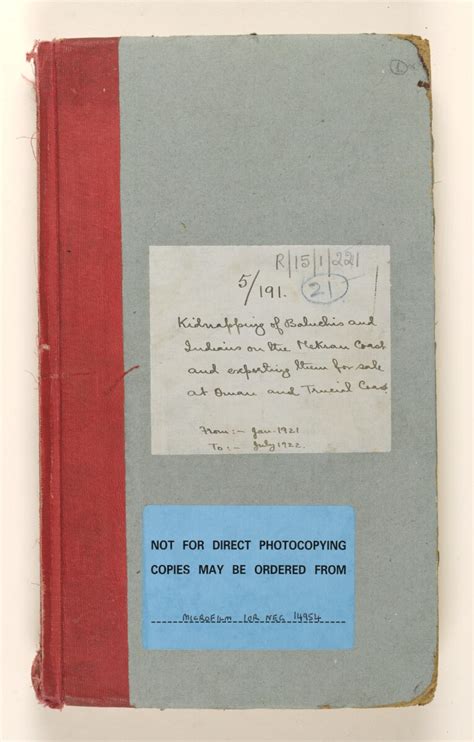 R/15/1/221
5/191.
21
Kidnapping of Baluchis and
Indians on the Mekran Coast
and exporting them for sale
at Oman and Trucial Coast
From:- Jan 1921
To:- July 1922.
NOT FOR DIRECT PHOTOCOPYING
COPIES MAY BE ORDERED FROM
MICROFILM IOR NEG 14954